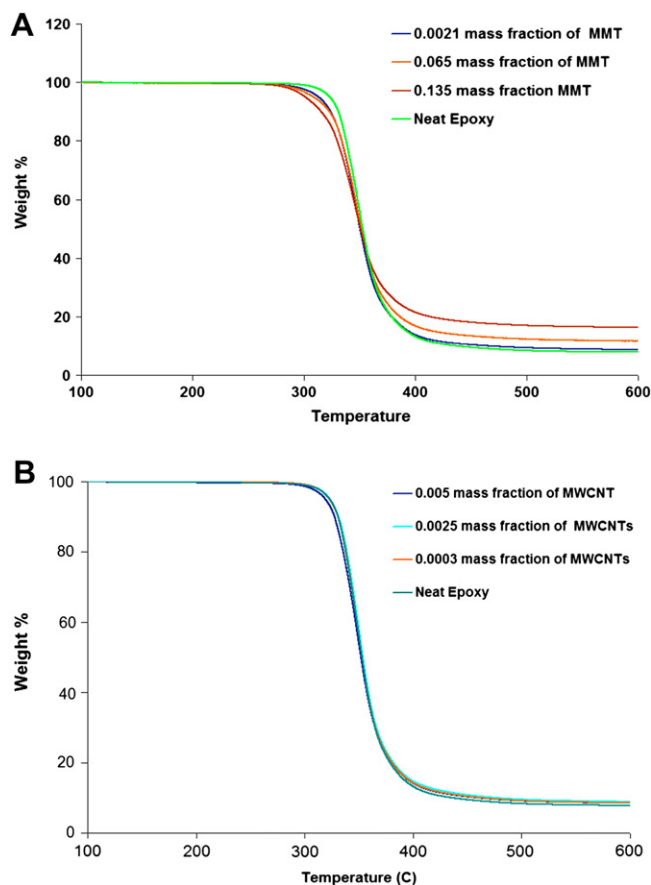 A
120
100
80
60
40
20
0
Weight %
0.0021 mass fraction of MMT
0.065 mass fraction of MMT
0.135 mass fraction MMT
Neat Epoxy
100 200 300 400 500 600
Temperature
B
100
80
60
40
20
0
Weight %
0.005 mass fraction of MWCNT
0.0025 mass fraction of MWCNTs
0.0003 mass fraction of MWCNTs
Neat Epoxy
100 200 300 400 500 600
Temperature (C)